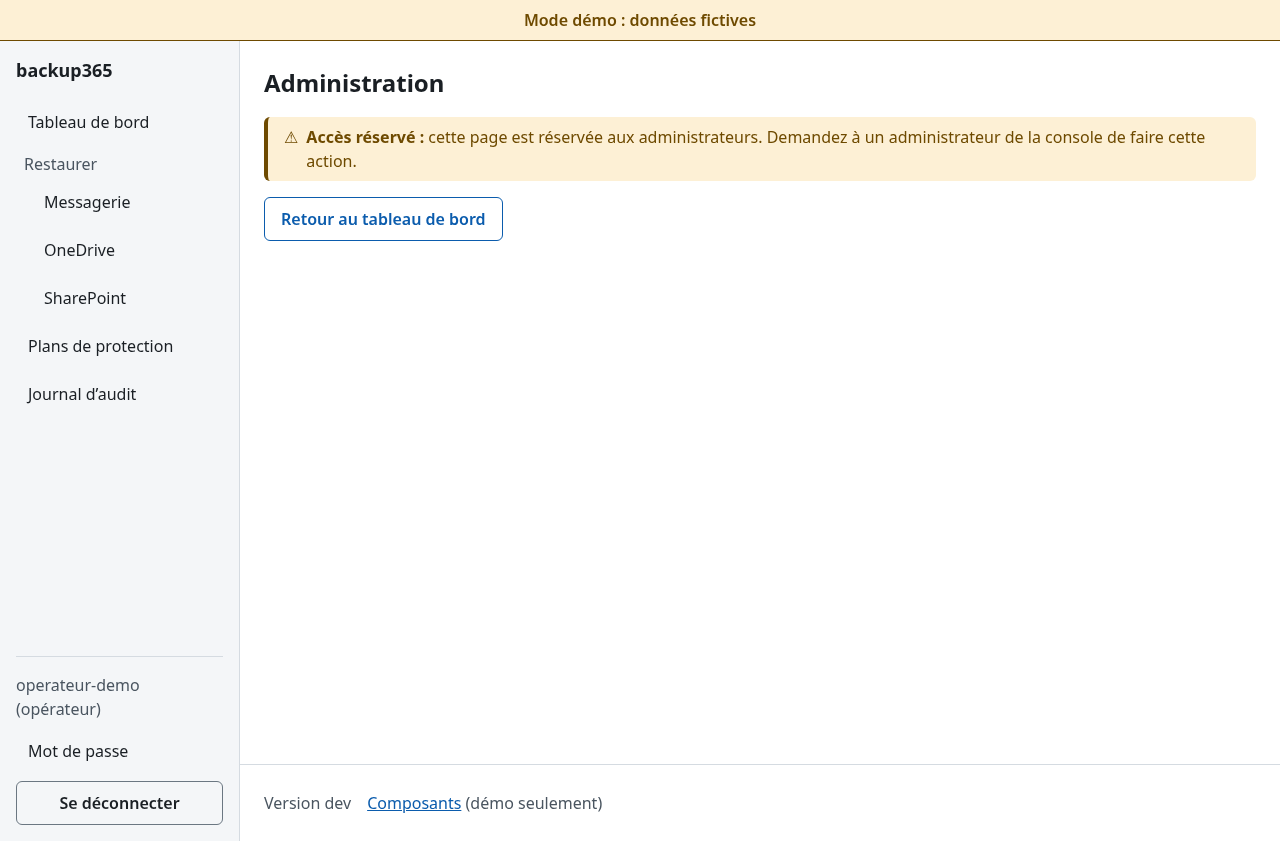 Mode démo : données fictives
backup365
Tableau de bord
Restaurer
Messagerie
OneDrive
SharePoint
Plans de protection
Journal d’audit
operateur-demo
(opérateur)
Mot de passe
Se déconnecter
Administration
⚠ Accès réservé : cette page est réservée aux administrateurs. Demandez à un administrateur de la console de faire cette
action.
Retour au tableau de bord
Version dev Composants (démo seulement)